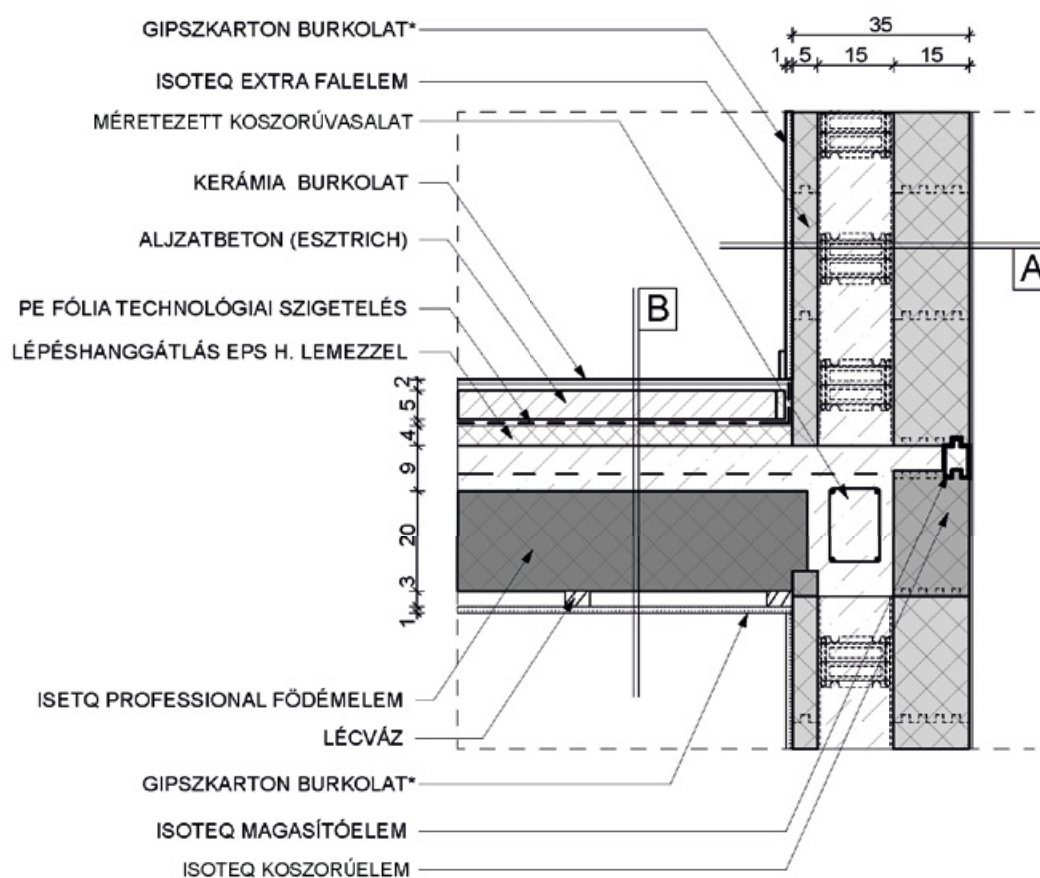 GIPSZKARTON BURKOLAT*
ISOTEQ EXTRA FALELEM
MÉRETEZETT KOSZORÚVASALAT
KERÁMIA BURKOLAT
ALJZATBETON (ESZTRICH)
PE FÓLIA TECHNOLÓGIAI SZIGETELÉS
LÉPÉSHANGGÁTLÁS EPS H. LEMEZZEL
35
1 5 15 15
A
B
2
5
4
9
20
3
1
ISETQ PROFESSIONAL FÖDÉMELEM
LÉCVÁZ
GIPSZKARTON BURKOLAT*
ISOTEQ MAGASÍTÓELEM
ISOTEQ KOSZORÚELEM